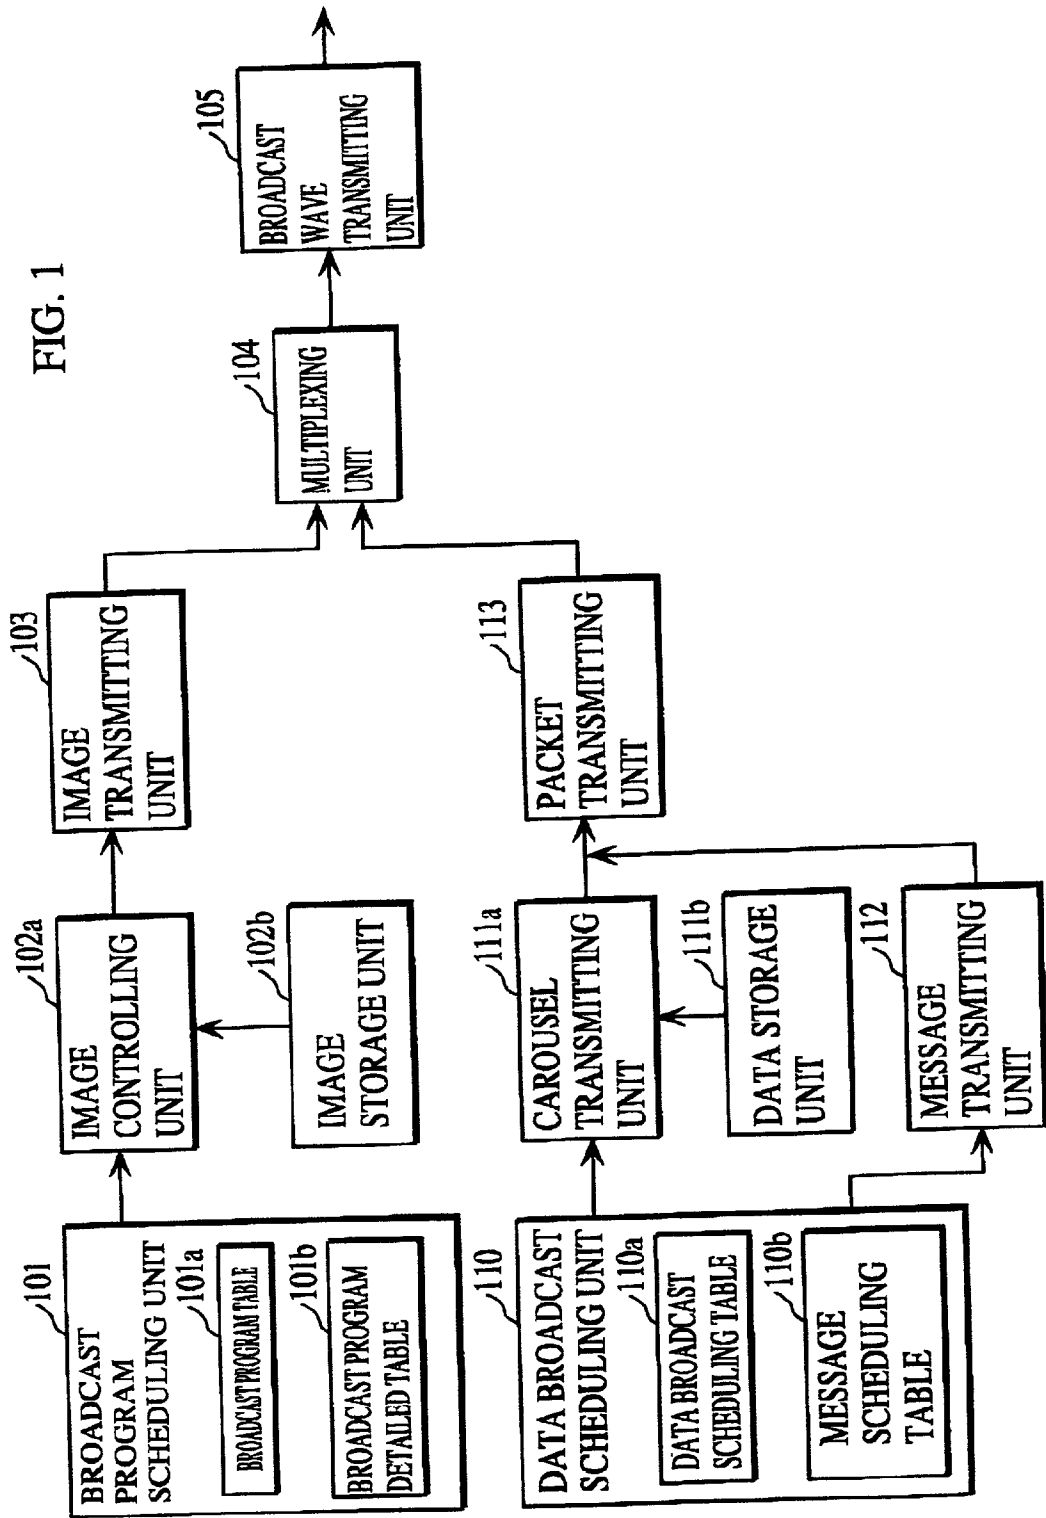 FIG. 1
101
BROADCAST
PROGRAM
SCHEDULING UNIT
101a
BROADCAST PROGRAM TABLE
101b
BROADCAST PROGRAM
DETAILED TABLE
102a
IMAGE
CONTROLLING
UNIT
102b
IMAGE
STORAGE UNIT
103
IMAGE
TRANSMITTING
UNIT
104
MULTIPLEXING
UNIT
105
BROADCAST
WAVE
TRANSMITTING
UNIT
110
DATA BROADCAST
SCHEDULING UNIT
110a
DATA BROADCAST
SCHEDULING TABLE
110b
MESSAGE
SCHEDULING
TABLE
111a
CAROUSEL
TRANSMITTING
UNIT
111b
DATA STORAGE
UNIT
112
MESSAGE
TRANSMITTING
UNIT
113
PACKET
TRANSMITTING
UNIT